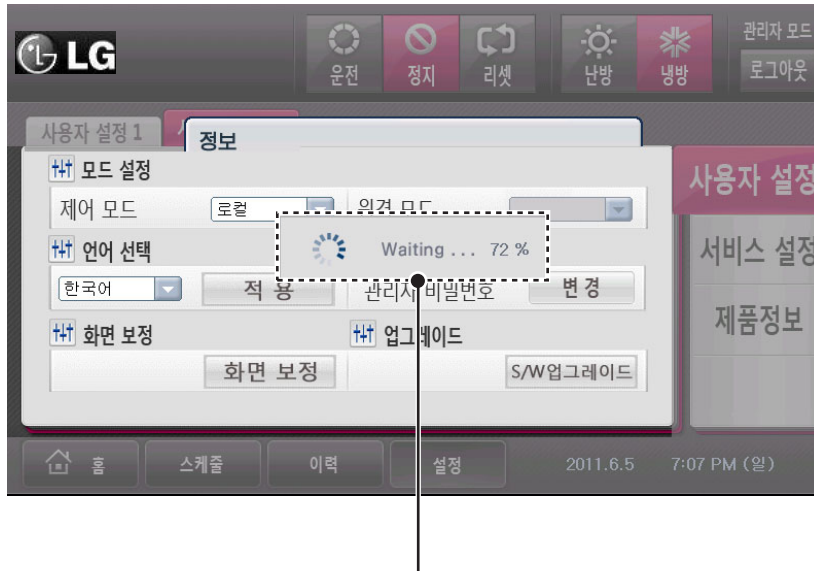 LG
운전 정지 리셋 난방 냉방
관리자 모드
로그아웃
사용자 설정 1
정보
모드 설정
제어 모드 로컬 원격 모드
Waiting ... 72 %
언어 선택
한국어 적 용 관리자 비밀번호 변 경
화면 보정 업그레이드
화면 보정 S/W업그레이드
사용자 설정
서비스 설정
제품정보
홈 스케줄 이력 설정 2011.6.5 7:07 PM (일)